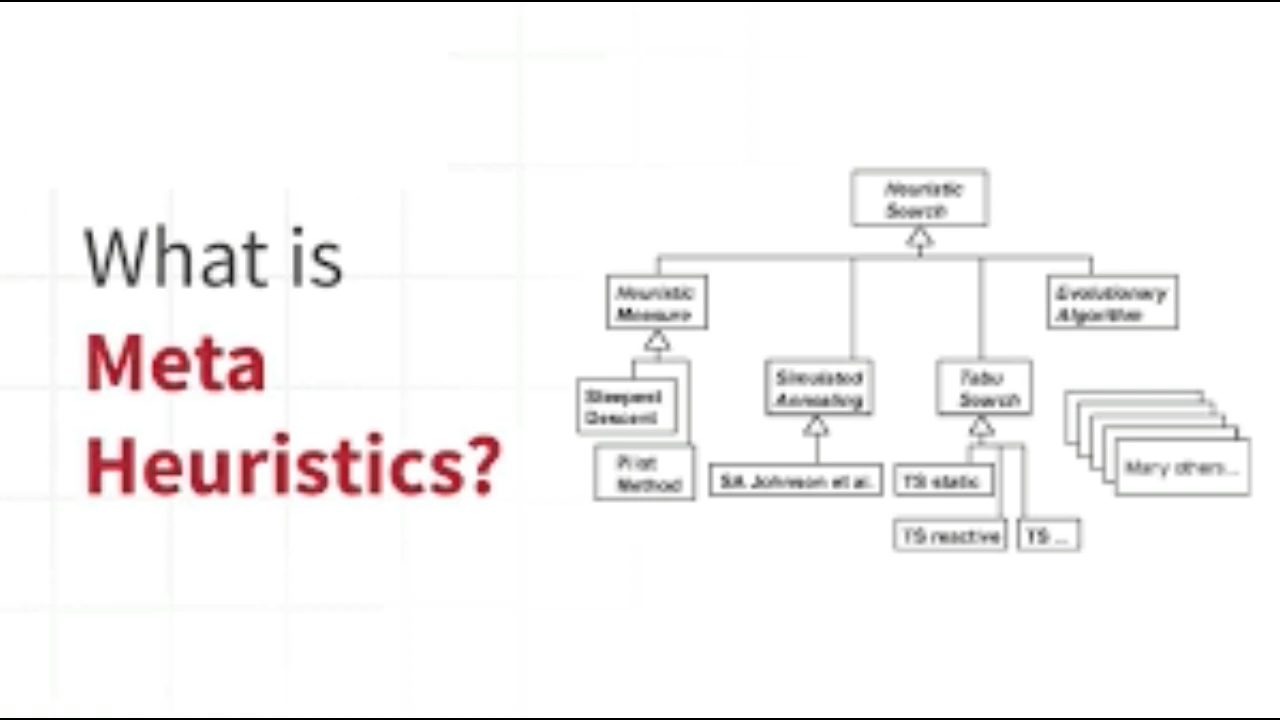 What is
Meta
Heuristics?
Heuristic
Search
Heuristic
Measure
Evolutionary
Algorithm
Simulated
Annealing
Tabu
Search
Steepest
Descent
Pilot
Method
SA Johnson et al.
TS static
Many others...
TS reactive
TS ...